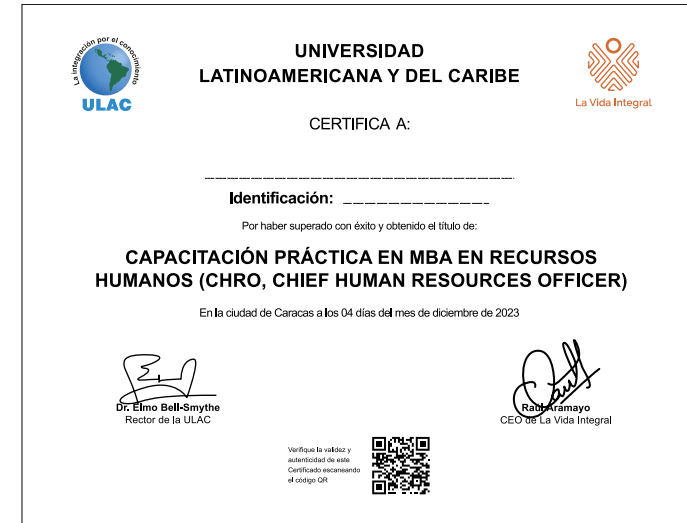 La integración por el conocimiento
ULAC
UNIVERSIDAD
LATINOAMERICANA Y DEL CARIBE
La Vida Integral
CERTIFICA A:
Identificación:
Por haber superado con éxito y obtenido el título de:
CAPACITACIÓN PRÁCTICA EN MBA EN RECURSOS
HUMANOS (CHRO, CHIEF HUMAN RESOURCES OFFICER)
En la ciudad de Caracas a los 04 días del mes de diciembre de 2023
Dr. Elmo Bell-Smythe
Rector de la ULAC
Raúl Aramayo
CEO de La Vida Integral
Verifique la validez y
autenticidad de este
Certificado escaneando
el código QR